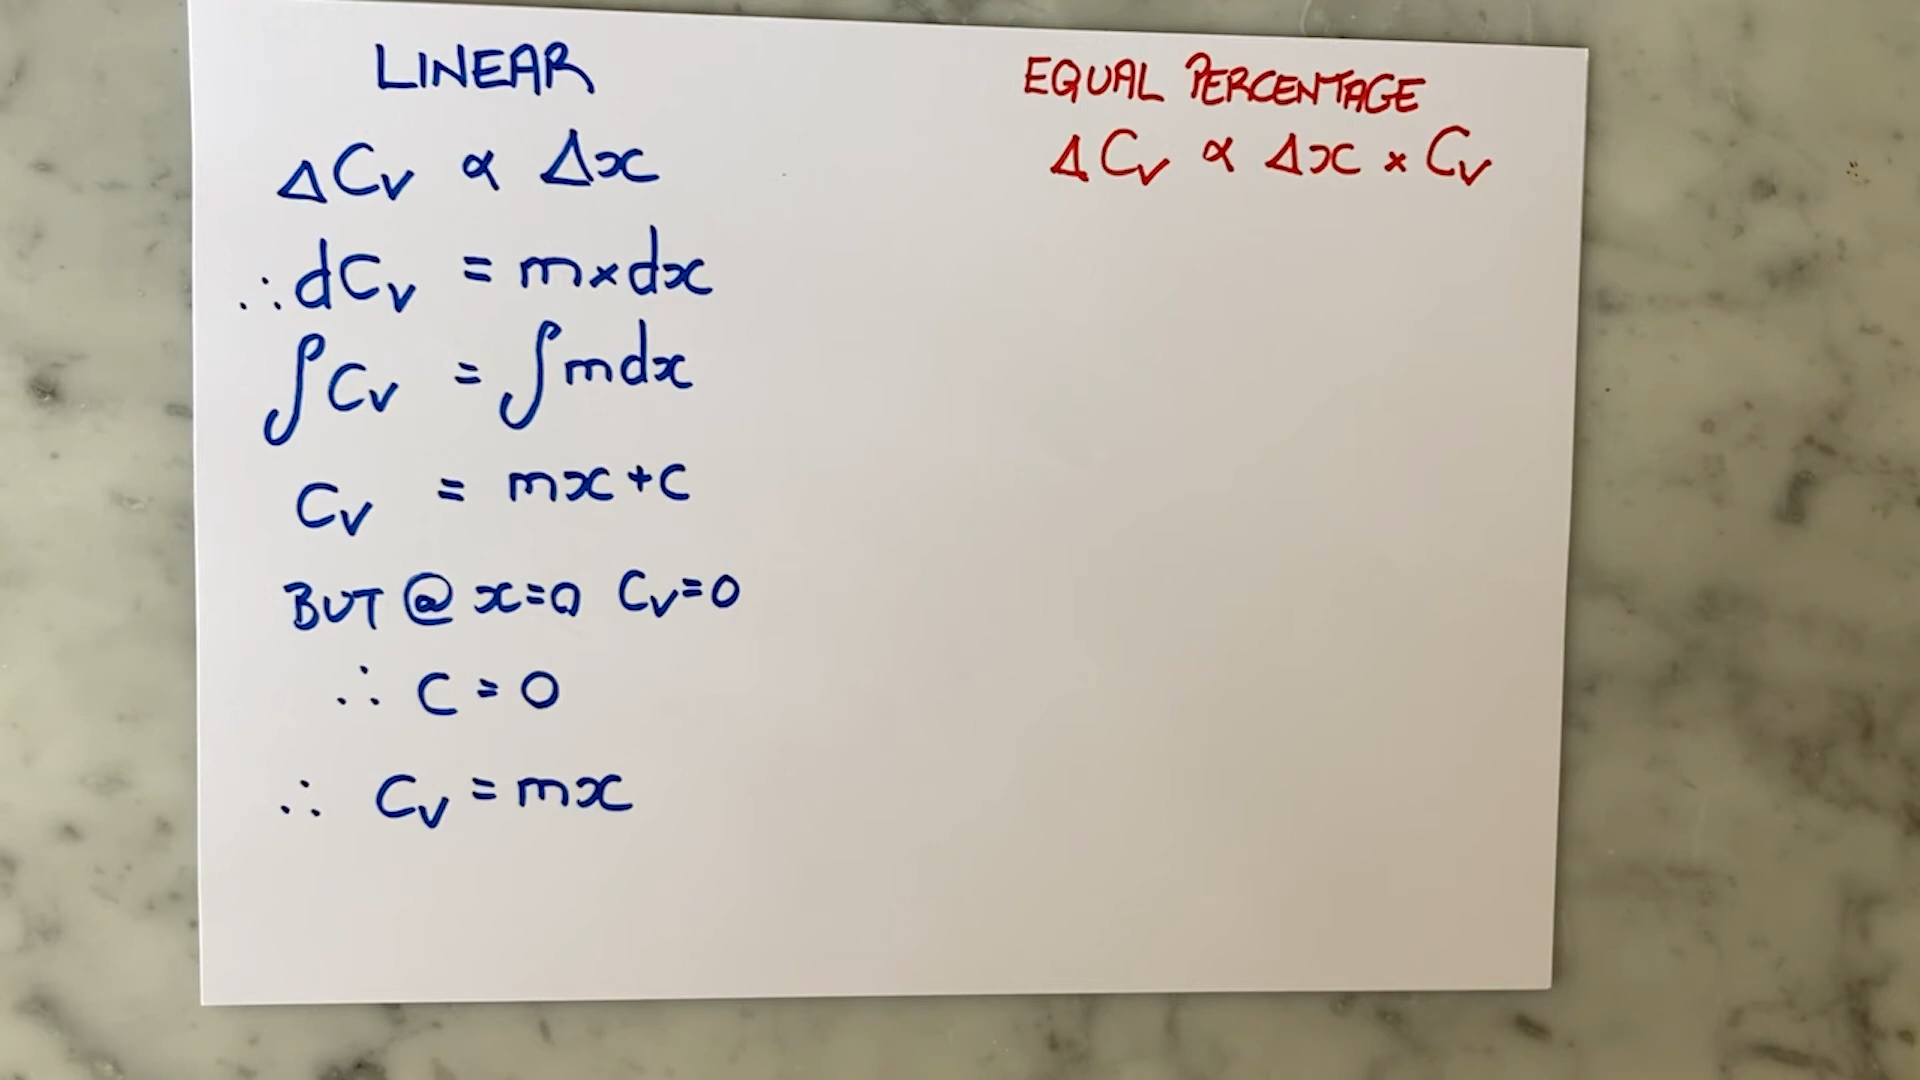 LINEAR
ΔCv ∝ Δx
∴ dCv = m×dx
∫Cv = ∫mdx
Cv = mx+c
BUT @ x=0 Cv=0
∴ C = 0
∴ Cv = mx
EQUAL PERCENTAGE
ΔCv ∝ Δx × Cv